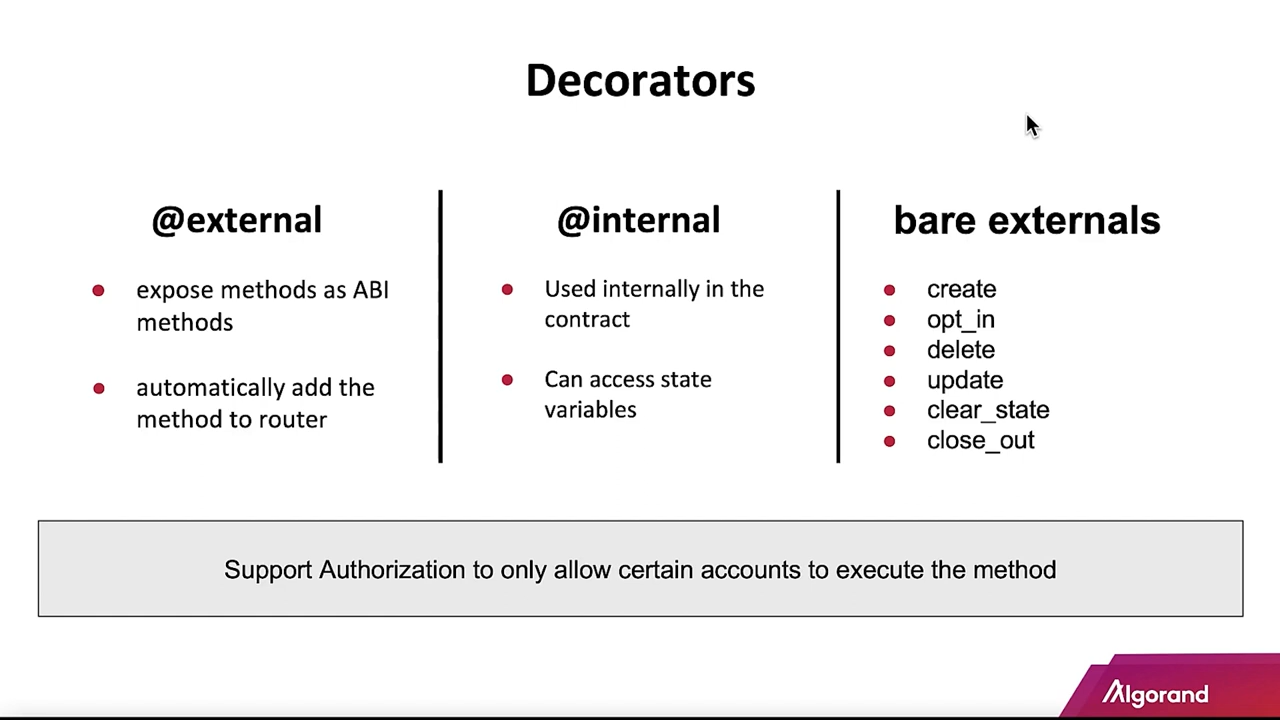 Decorators
@external
expose methods as ABI
methods
automatically add the
method to router
@internal
Used internally in the
contract
Can access state
variables
bare externals
create
opt_in
delete
update
clear_state
close_out
Support Authorization to only allow certain accounts to execute the method
Algorand